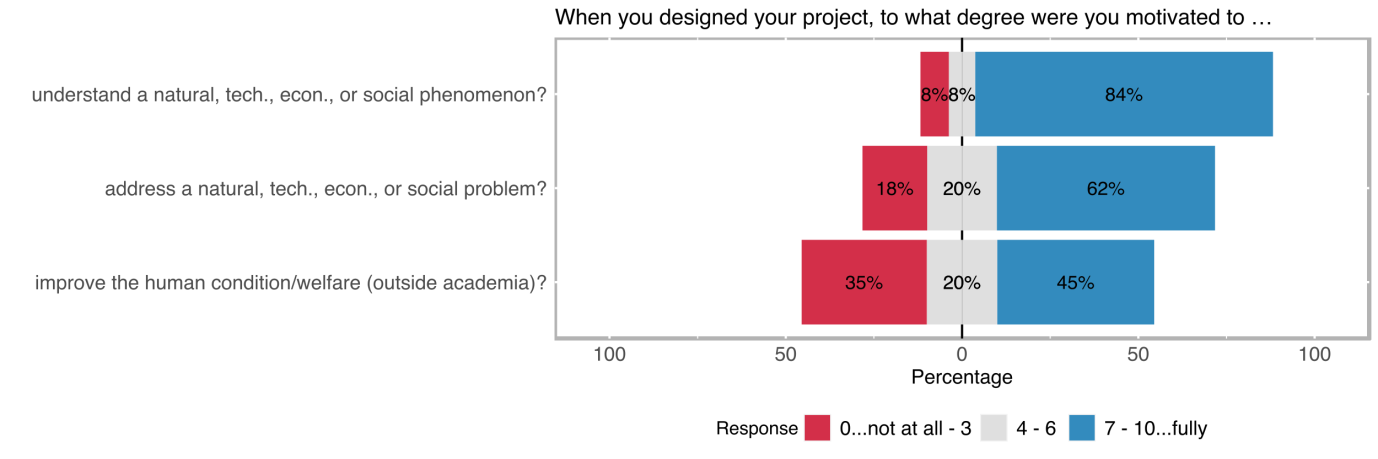 When you designed your project, to what degree were you motivated to …
understand a natural, tech., econ., or social phenomenon? 8% 8% 84%
address a natural, tech., econ., or social problem? 18% 20% 62%
improve the human condition/welfare (outside academia)? 35% 20% 45%
100 50 0 50 100
Percentage
Response 0...not at all - 3 4 - 6 7 - 10...fully